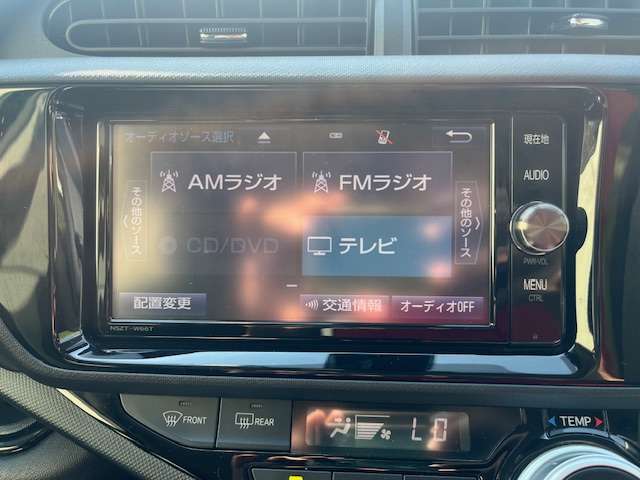 オーディオソース選択
現在地
AMラジオ
FMラジオ
AUDIO
その他のソース
その他のソース
CD/DVD
テレビ
PWR·VOL
MENU
CTRL
配置変更
交通情報
オーディオOFF
NSZT-W66T
FRONT
REAR
LO
TEMP